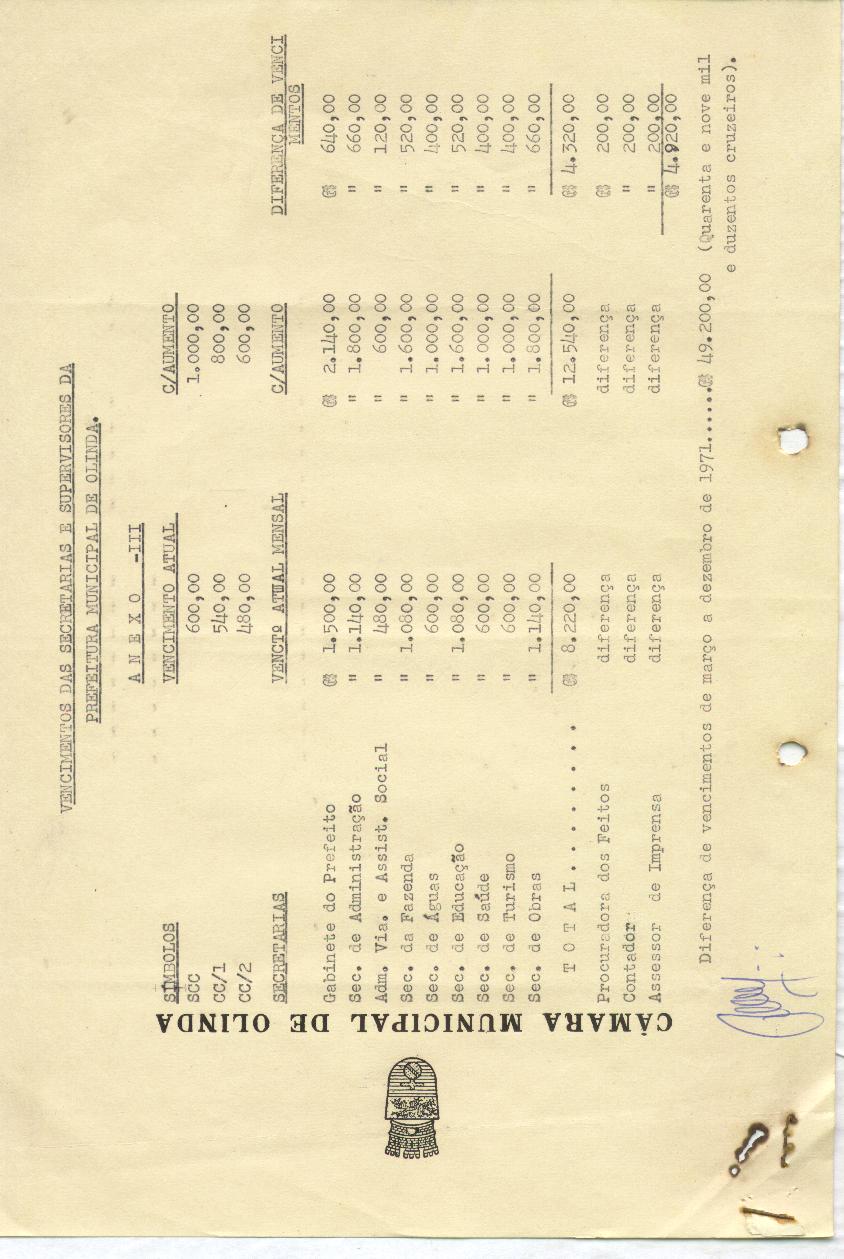 CÂMARA MUNICIPAL DE OLINDA
VENCIMENTOS DAS SECRETARIAS E SUPERVISORES DA
PREFEITURA MUNICIPAL DE OLINDA.
A N E X O -III
SÍMBOLOS VENCIMENTO ATUAL C/AUMENTO
SCC 600,00 1.000,00
CC/1 540,00 800,00
CC/2 480,00 600,00
SECRETARIAS VENCTº ATUAL MENSAL C/AUMENTO DIFERENÇA DE VENCI
MENTOS
Gabinete do Prefeito ₢ 1.500,00 ₢ 2.140,00 ₢ 640,00
Sec. de Administração " 1.140,00 " 1.800,00 " 660,00
Adm. Via. e Assist. Social " 480,00 " 600,00 " 120,00
Sec. da Fazenda " 1.080,00 " 1.600,00 " 520,00
Sec. de Águas " 600,00 " 1.000,00 " 400,00
Sec. de Educação " 1.080,00 " 1.600,00 " 520,00
Sec. de Saúde " 600,00 " 1.000,00 " 400,00
Sec. de Turismo " 600,00 " 1.000,00 " 400,00
Sec. de Obras " 1.140,00 " 1.800,00 " 660,00
T O T A L . . . . . . . . . . ₢ 8.220,00 ₢ 12.540,00 ₢ 4.320,00
Procuradora dos Feitos diferença diferença ₢ 200,00
Contador diferença diferença " 200,00
Assessor de Imprensa diferença diferença " 200,00
₢ 4.920,00
Diferença de vencimentos de março a dezembro de 1971......₢ 49.200,00 (Quarenta e nove mil
e duzentos cruzeiros).